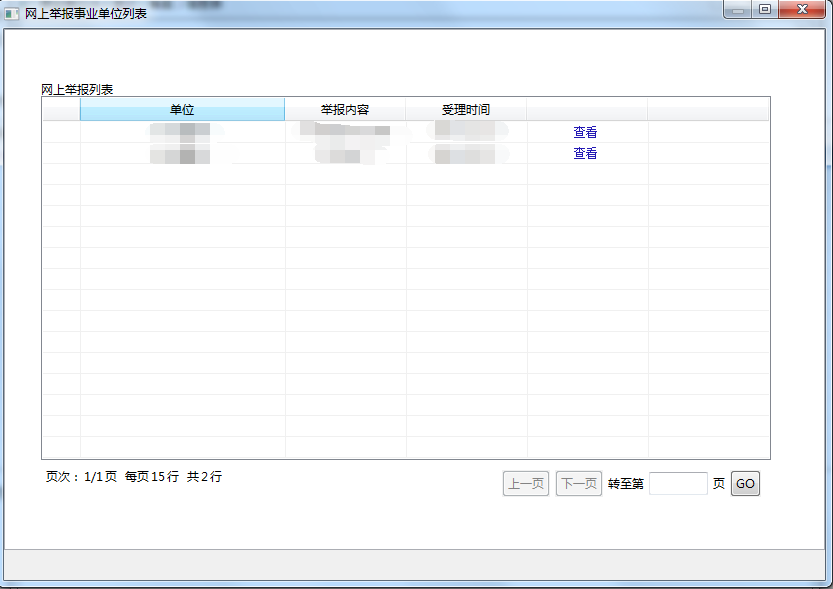 网上举报事业单位列表
网上举报列表
单位 举报内容 受理时间
查看
查看
页次：1/1页 每页15行 共2行
上一页 下一页 转至第 页 GO